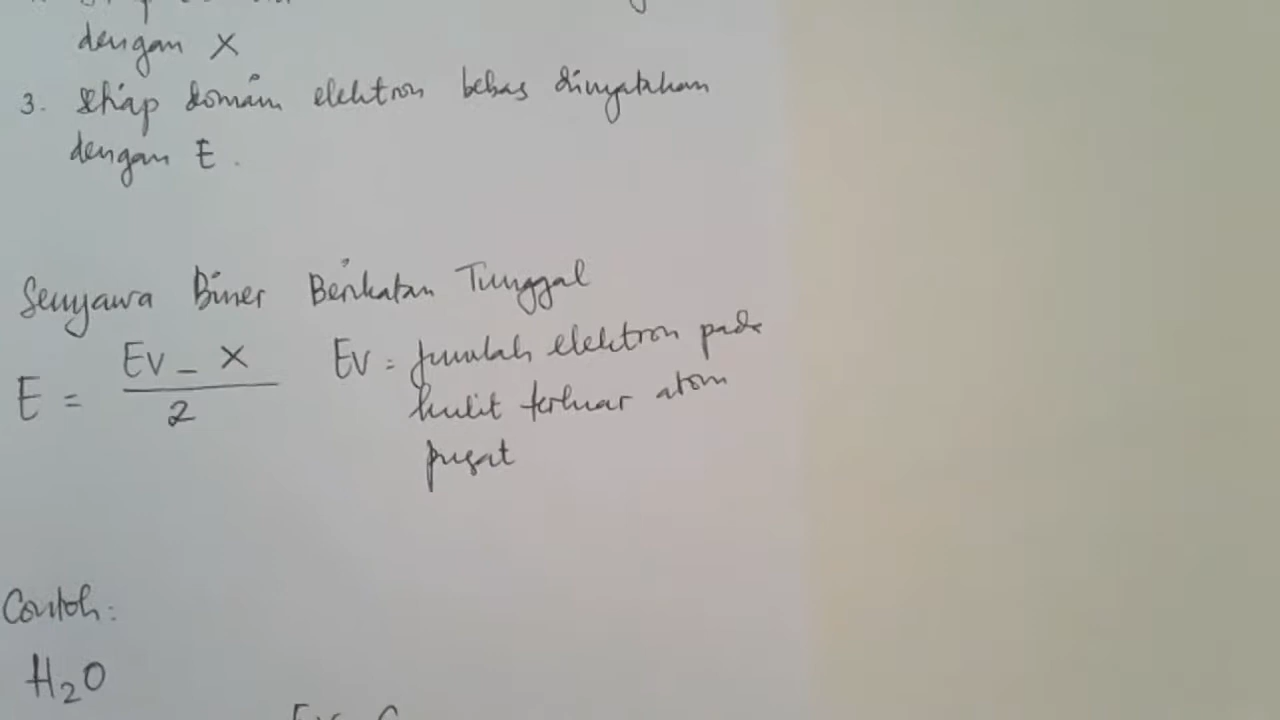 dengan X
3. Setiap domain elektron bebas dinyatakan
dengan E.
Senyawa Biner Berikatan Tunggal
E = Ev - X / 2
Ev = Jumlah elektron pada
kulit terluar atom
pusat
Contoh:
H₂O